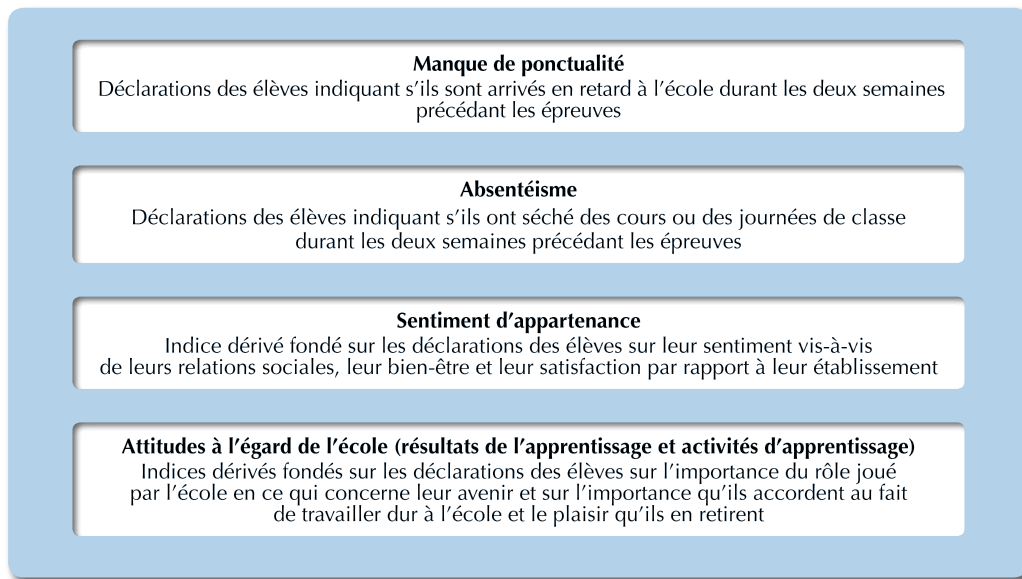 Manque de ponctualité
Déclarations des élèves indiquant s’ils sont arrivés en retard à l’école durant les deux semaines
précédant les épreuves
Absentéisme
Déclarations des élèves indiquant s’ils ont séché des cours ou des journées de classe
durant les deux semaines précédant les épreuves
Sentiment d’appartenance
Indice dérivé fondé sur les déclarations des élèves sur leur sentiment vis-à-vis
de leurs relations sociales, leur bien-être et leur satisfaction par rapport à leur établissement
Attitudes à l’égard de l’école (résultats de l’apprentissage et activités d’apprentissage)
Indices dérivés fondés sur les déclarations des élèves sur l’importance du rôle joué
par l’école en ce qui concerne leur avenir et sur l’importance qu’ils accordent au fait
de travailler dur à l’école et le plaisir qu’ils en retirent